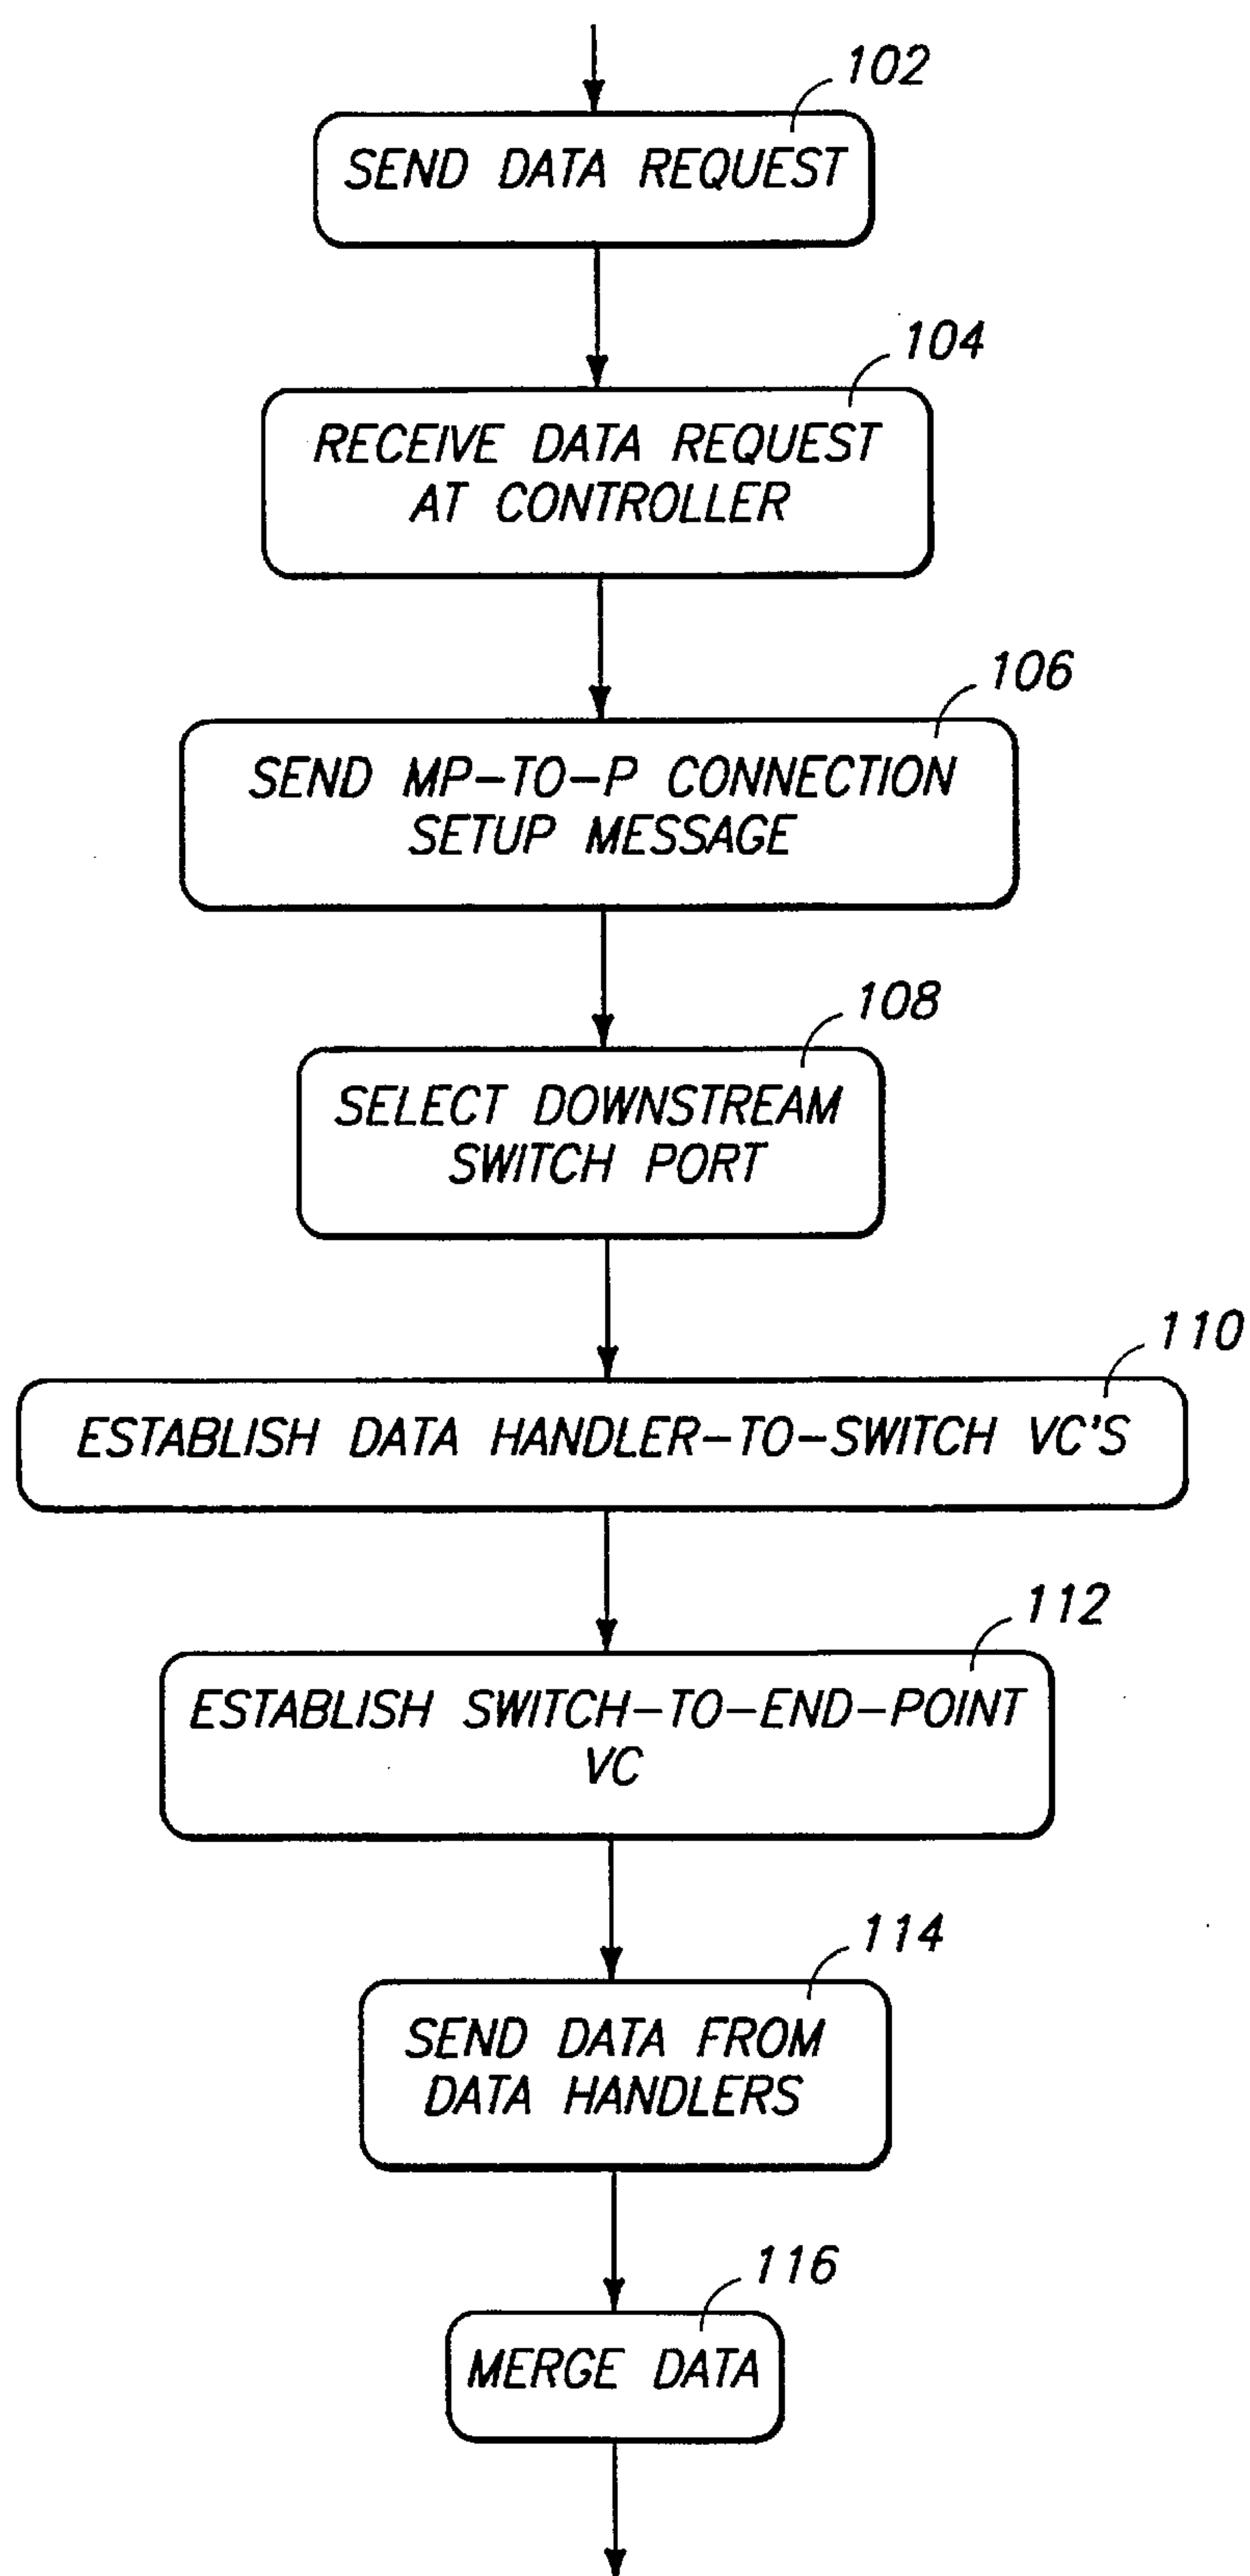 102
SEND DATA REQUEST
104
RECEIVE DATA REQUEST
AT CONTROLLER
106
SEND MP-TO-P CONNECTION
SETUP MESSAGE
108
SELECT DOWNSTREAM
SWITCH PORT
110
ESTABLISH DATA HANDLER-TO-SWITCH VC'S
112
ESTABLISH SWITCH-TO-END-POINT
VC
114
SEND DATA FROM
DATA HANDLERS
116
MERGE DATA